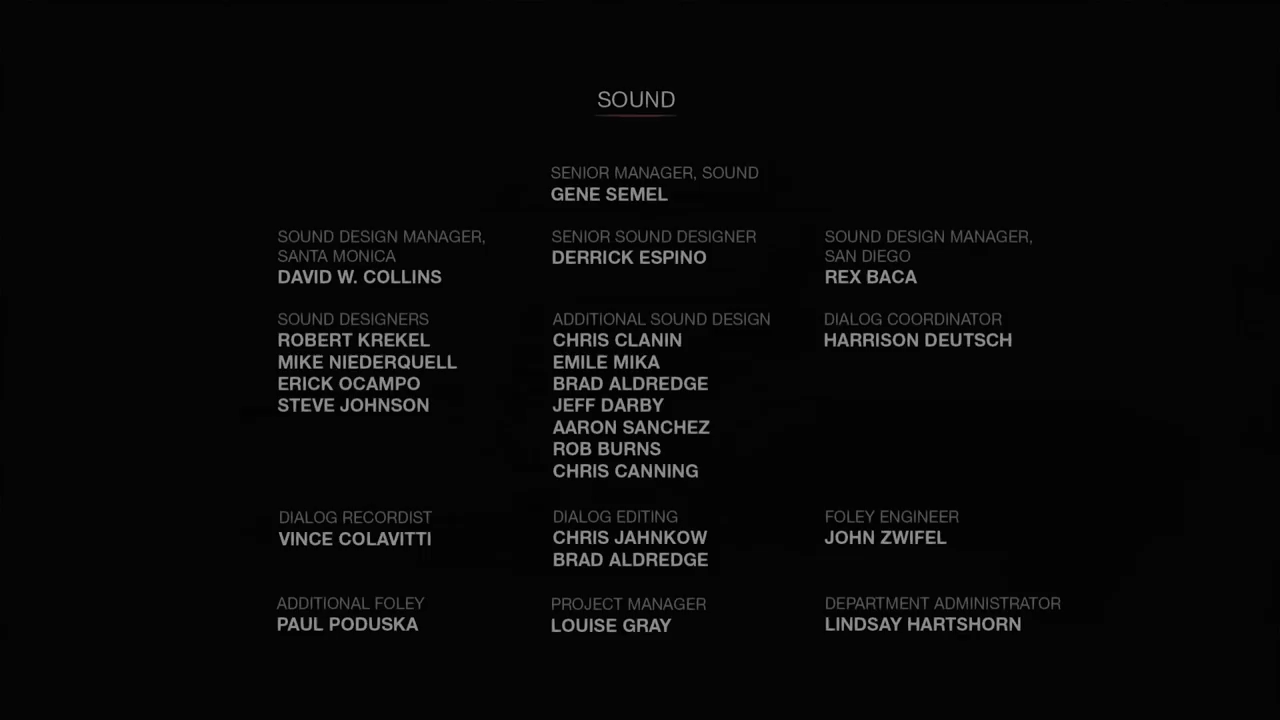 SOUND
SENIOR MANAGER, SOUND
GENE SEMEL
SOUND DESIGN MANAGER,
SANTA MONICA
DAVID W. COLLINS
SENIOR SOUND DESIGNER
DERRICK ESPINO
SOUND DESIGN MANAGER,
SAN DIEGO
REX BACA
SOUND DESIGNERS
ROBERT KREKEL
MIKE NIEDERQUELL
ERICK OCAMPO
STEVE JOHNSON
ADDITIONAL SOUND DESIGN
CHRIS CLANIN
EMILE MIKA
BRAD ALDREDGE
JEFF DARBY
AARON SANCHEZ
ROB BURNS
CHRIS CANNING
DIALOG COORDINATOR
HARRISON DEUTSCH
DIALOG RECORDIST
VINCE COLAVITTI
DIALOG EDITING
CHRIS JAHNKOW
BRAD ALDREDGE
FOLEY ENGINEER
JOHN ZWIFEL
ADDITIONAL FOLEY
PAUL PODUSKA
PROJECT MANAGER
LOUISE GRAY
DEPARTMENT ADMINISTRATOR
LINDSAY HARTSHORN